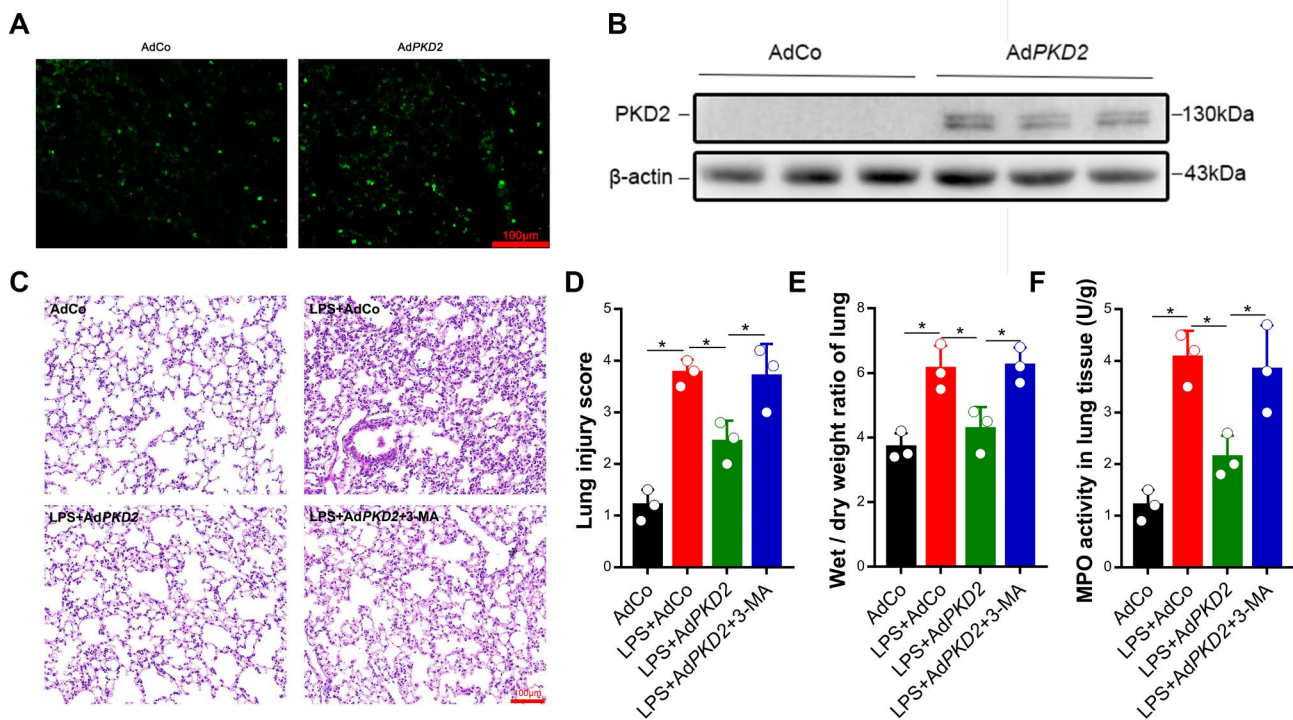 A
AdCo
AdPKD2
100μm
B
AdCo
AdPKD2
PKD2
130kDa
β-actin
43kDa
C
AdCo
LPS+AdCo
LPS+AdPKD2
LPS+AdPKD2+3-MA
100μm
D
Lung injury score
5
4
3
2
1
0
*
*
*
AdCo
LPS+AdCo
LPS+AdPKD2
LPS+AdPKD2+3-MA
E
Wet / dry weight ratio of lung
8
6
4
2
0
*
*
*
AdCo
LPS+AdCo
LPS+AdPKD2
LPS+AdPKD2+3-MA
F
MPO activity in lung tissue (U/g)
5
4
3
2
1
0
*
*
*
AdCo
LPS+AdCo
LPS+AdPKD2
LPS+AdPKD2+3-MA